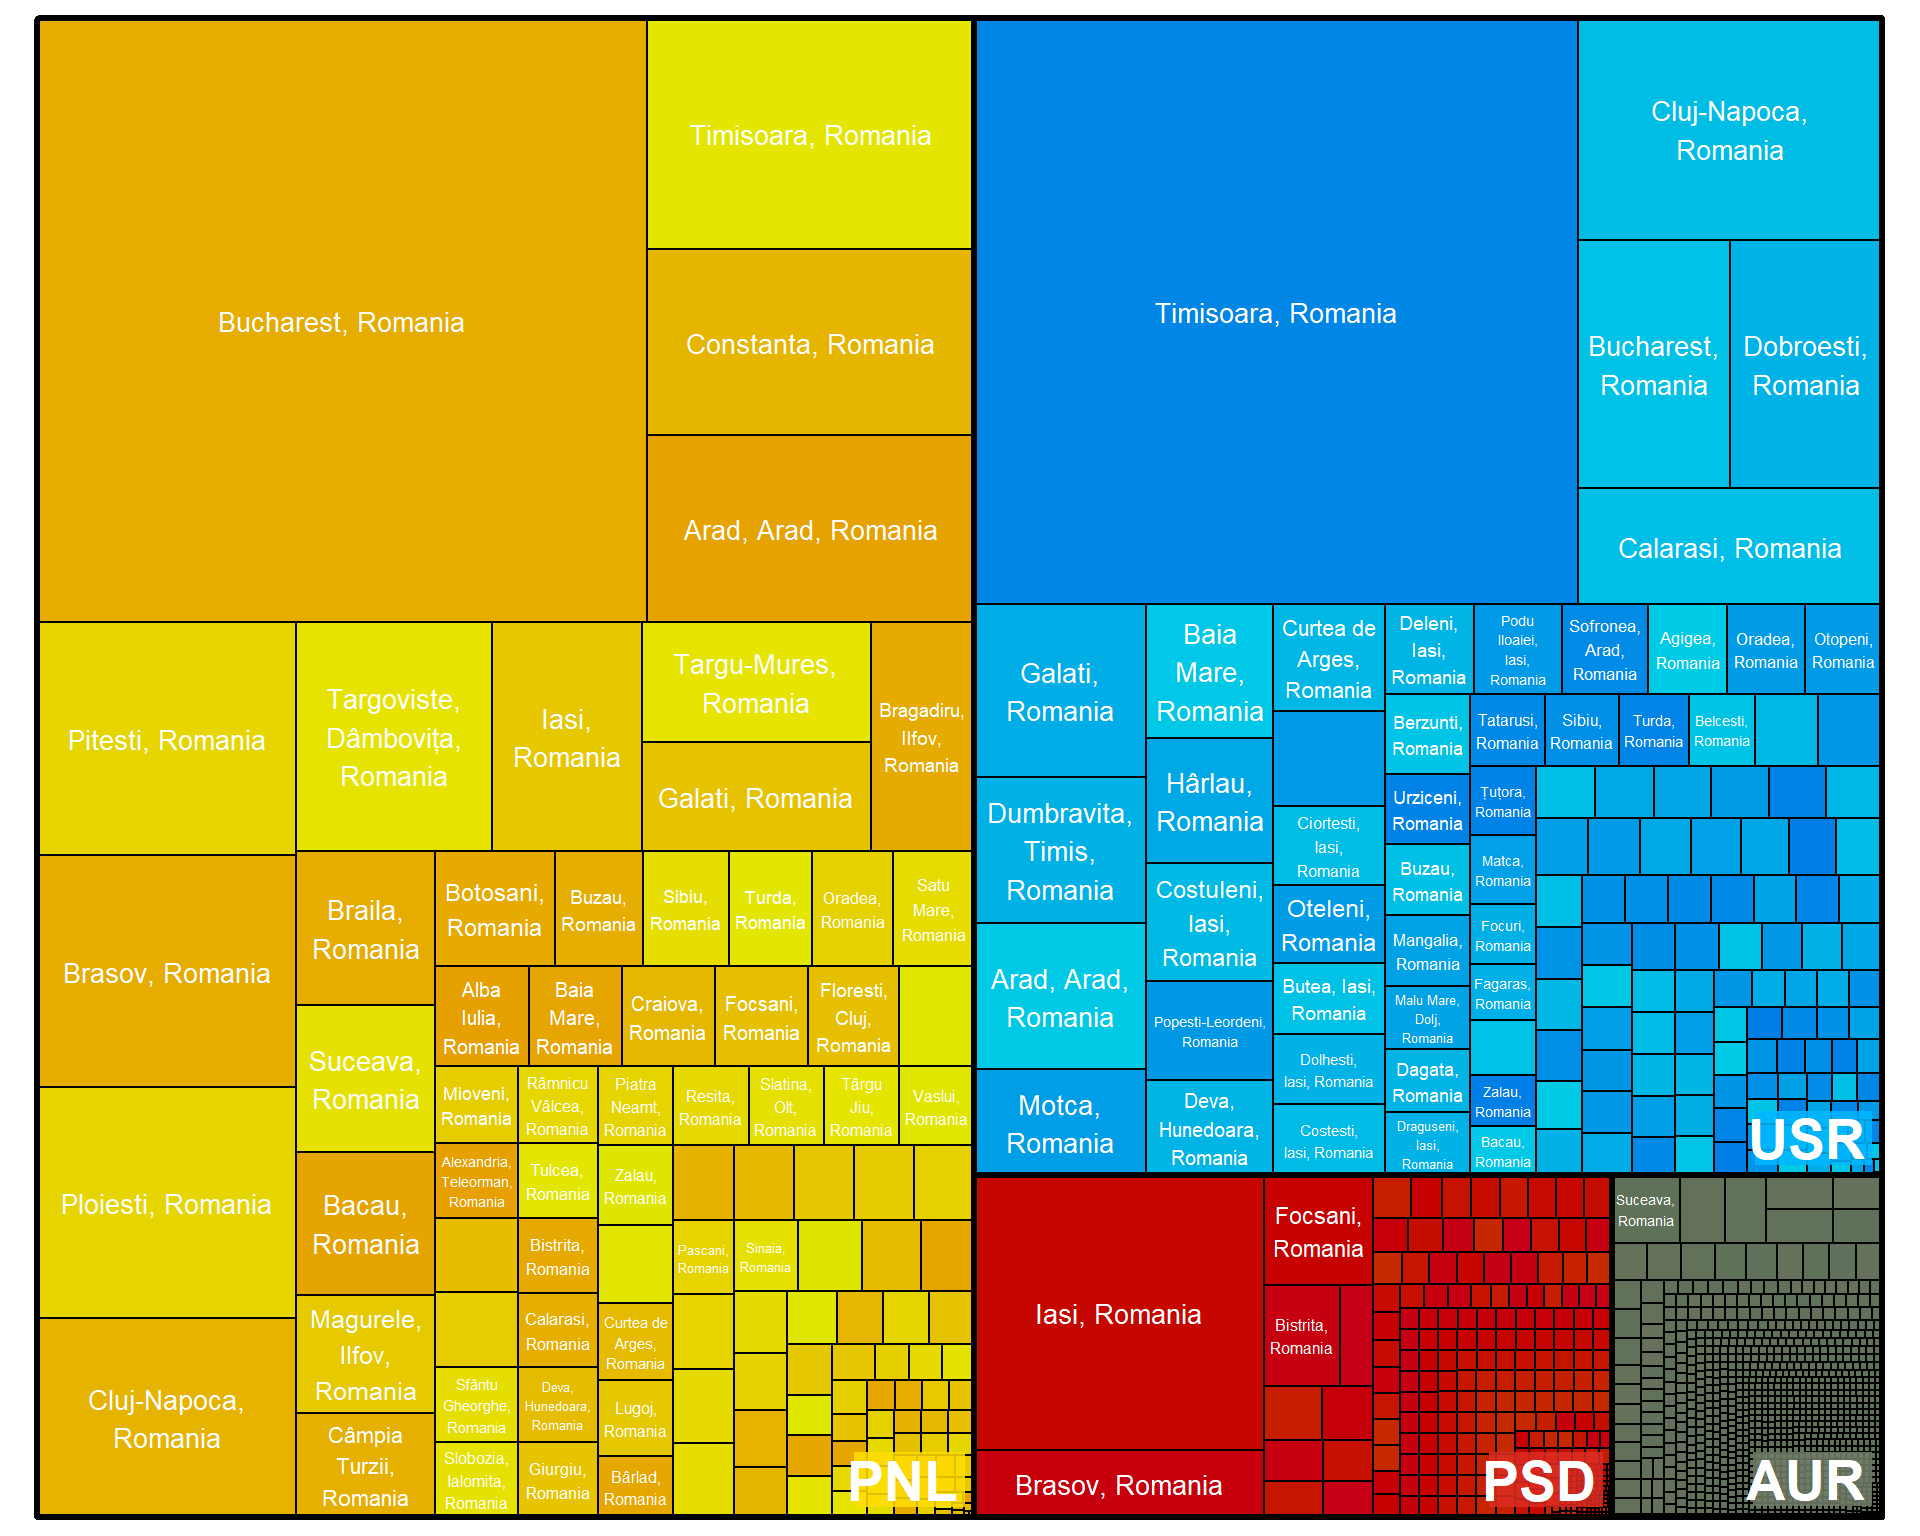 Bucharest, Romania
Timisoara, Romania
Constanta, Romania
Arad, Arad, Romania
Pitesti, Romania
Brasov, Romania
Ploiesti, Romania
Cluj-Napoca,
Romania
Targoviste,
Dâmbovița,
Romania
Iasi,
Romania
Targu-Mures,
Romania
Galati, Romania
Bragadiru,
Ilfov,
Romania
Braila,
Romania
Suceava,
Romania
Bacau,
Romania
Magurele,
Ilfov,
Romania
Câmpia
Turzii,
Romania
Botosani,
Romania
Buzau,
Romania
Sibiu,
Romania
Turda,
Romania
Oradea,
Romania
Satu
Mare,
Romania
Alba
Iulia,
Romania
Baia
Mare,
Romania
Craiova,
Romania
Focsani,
Romania
Floresti,
Cluj,
Romania
Mioveni,
Romania
Râmnicu
Vâlcea,
Romania
Piatra
Neamt,
Romania
Resita,
Romania
Slatina,
Olt,
Romania
Târgu
Jiu,
Romania
Vaslui,
Romania
Alexandria,
Teleorman,
Romania
Tulcea,
Romania
Zalau,
Romania
Bistrita,
Romania
Pascani,
Romania
Sinaia,
Romania
Calarasi,
Romania
Curtea de
Arges,
Romania
Sfântu
Gheorghe,
Romania
Deva,
Hunedoara,
Romania
Lugoj,
Romania
Slobozia,
Ialomita,
Romania
Giurgiu,
Romania
Bârlad,
Romania
PNL
Timisoara, Romania
Cluj-Napoca,
Romania
Bucharest,
Romania
Dobroesti,
Romania
Calarasi, Romania
Galati,
Romania
Dumbravita,
Timis,
Romania
Arad, Arad,
Romania
Motca,
Romania
Baia
Mare,
Romania
Hârlau,
Romania
Costuleni,
Iasi,
Romania
Popesti-Leordeni,
Romania
Deva,
Hunedoara,
Romania
Curtea de
Arges,
Romania
Ciortesti,
Iasi,
Romania
Oteleni,
Romania
Butea, Iasi,
Romania
Dolhesti,
Iasi, Romania
Costesti,
Iasi, Romania
Deleni,
Iasi,
Romania
Podu
Iloaiei,
Iasi,
Romania
Sofronea,
Arad,
Romania
Agigea,
Romania
Oradea,
Romania
Otopeni,
Romania
Berzunti,
Romania
Urziceni,
Romania
Buzau,
Romania
Mangalia,
Romania
Malu Mare,
Dolj,
Romania
Dagata,
Romania
Draguseni,
Iasi,
Romania
Tatarusi,
Romania
Sibiu,
Romania
Turda,
Romania
Belcesti,
Romania
Țuțora,
Romania
Matca,
Romania
Focuri,
Romania
Fagaras,
Romania
Zalau,
Romania
Bacau,
Romania
USR
Iasi, Romania
Brasov, Romania
Focsani,
Romania
Bistrita,
Romania
PSD
Suceava,
Romania
AUR